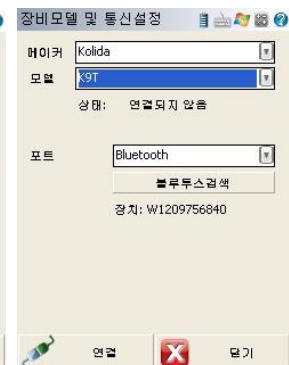 장비모델 및 통신설정
메이커 Kolida
모델 K9T
상태: 연결되지 않음
포트 Bluetooth
블루투스검색
장치: W1209756840
연결 닫기